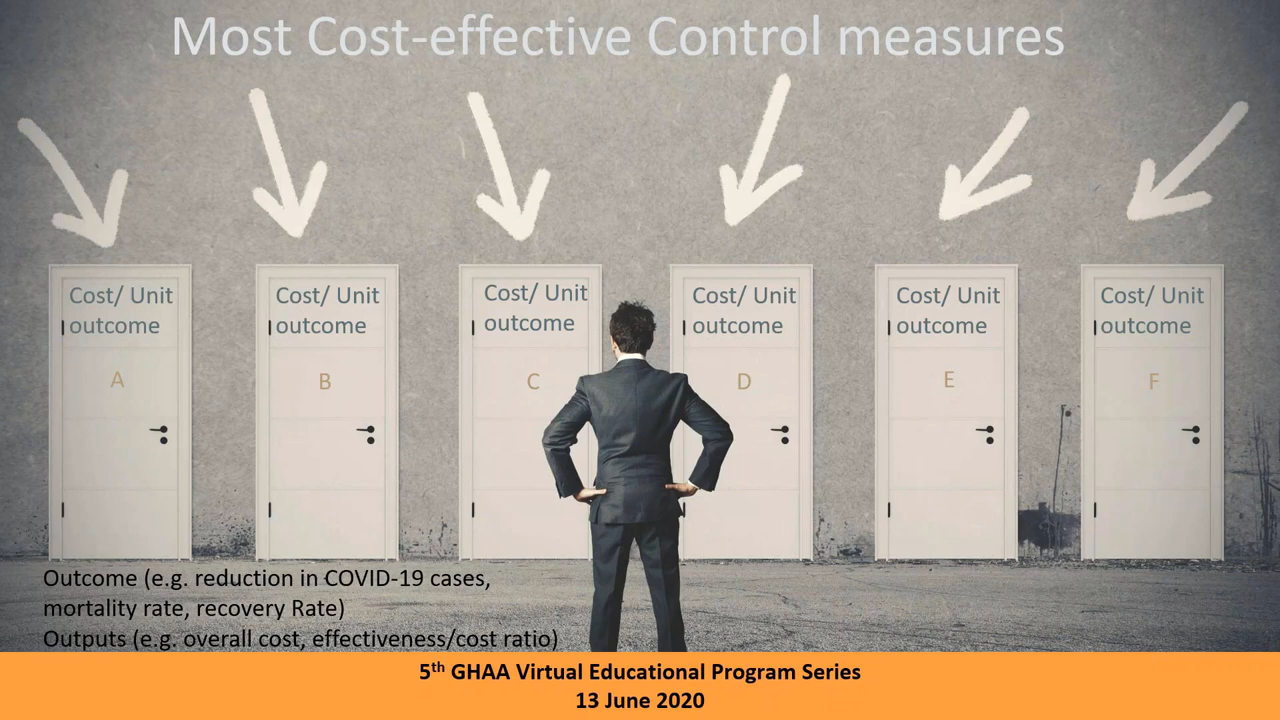 Most Cost-effective Control measures
Cost/ Unit
outcome
A
Cost/ Unit
outcome
B
Cost/ Unit
outcome
C
Cost/ Unit
outcome
D
Cost/ Unit
outcome
E
Cost/ Unit
outcome
F
Outcome (e.g. reduction in COVID-19 cases,
mortality rate, recovery Rate)
Outputs (e.g. overall cost, effectiveness/cost ratio)
5th GHAA Virtual Educational Program Series
13 June 2020